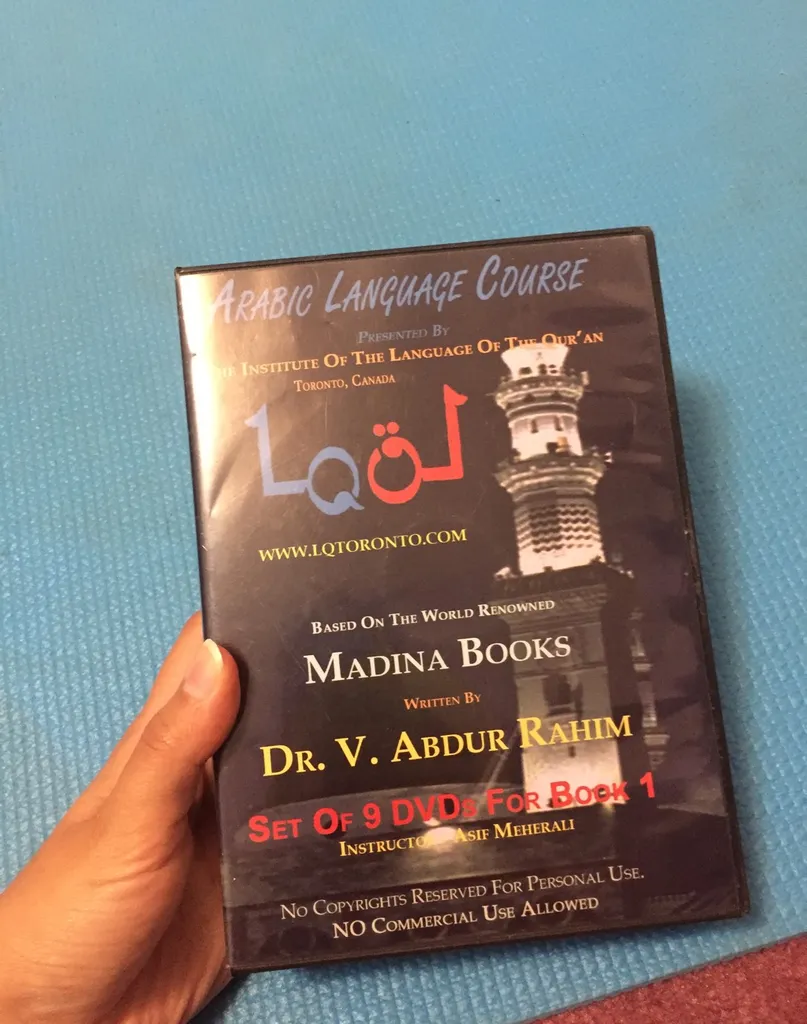 ARABIC LANGUAGE COURSE
PRESENTED BY
THE INSTITUTE OF THE LANGUAGE OF THE QUR'AN
TORONTO, CANADA
LQ لق
WWW.LQTORONTO.COM
BASED ON THE WORLD RENOWNED
MADINA BOOKS
WRITTEN BY
DR. V. ABDUR RAHIM
SET OF 9 DVDS FOR BOOK 1
INSTRUCTOR: ASIF MEHERALI
NO COPYRIGHTS RESERVED FOR PERSONAL USE.
NO COMMERCIAL USE ALLOWED